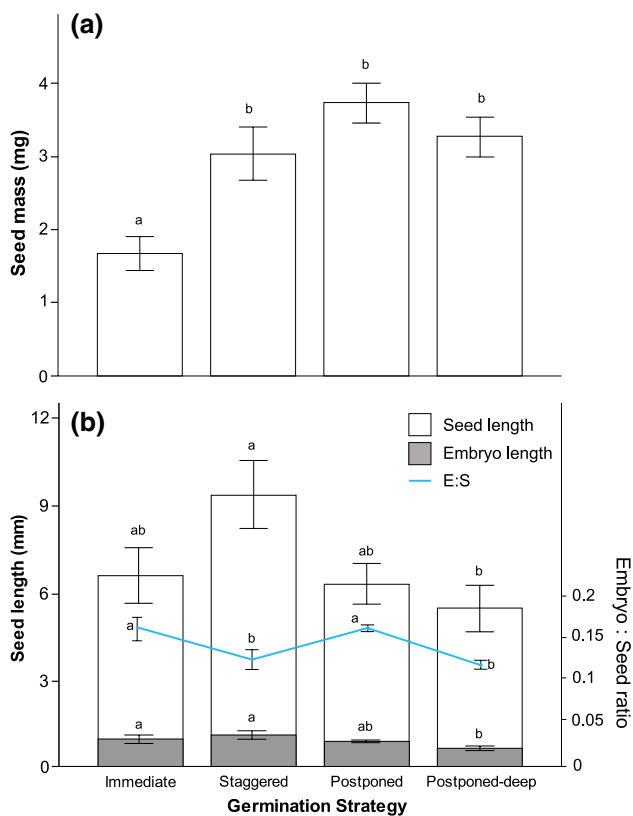 (a)
Seed mass (mg)
4
3
2
1
0
a
b
b
b
(b)
Seed length (mm)
12
9
6
3
0
Seed length
Embryo length
E:S
ab
a
ab
b
a
b
a
b
a
a
ab
b
Embryo : Seed ratio
0.2
0.15
0.1
0.05
0
Immediate Staggered Postponed Postponed-deep
Germination Strategy